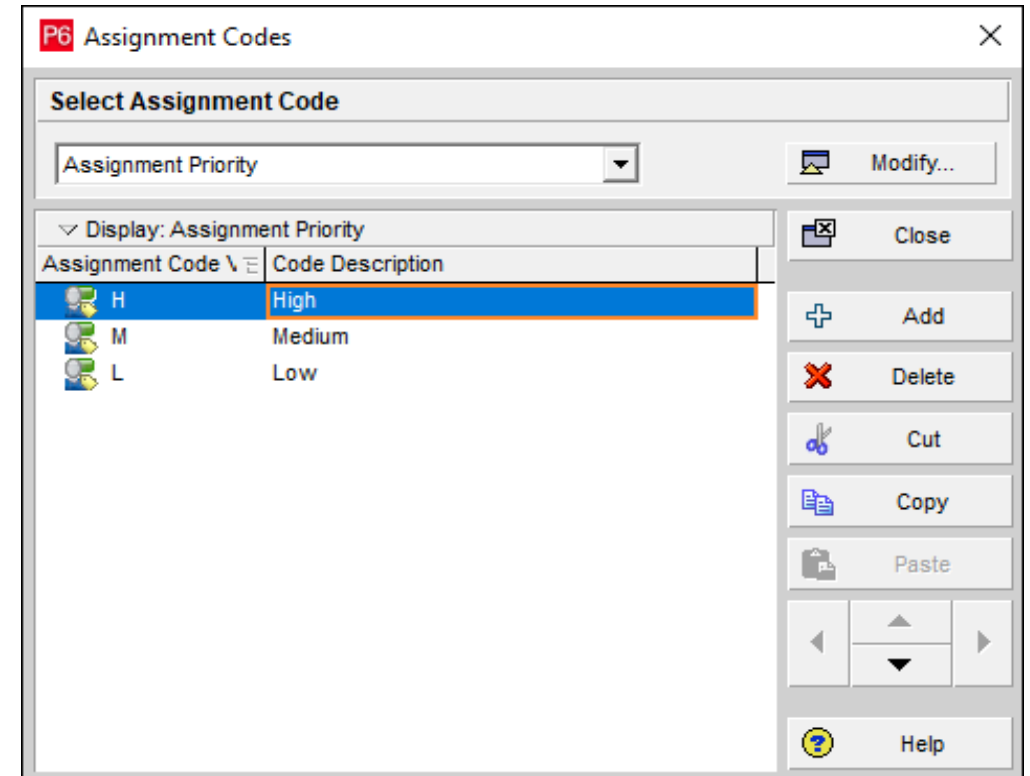 P6 Assignment Codes
Select Assignment Code
Assignment Priority
Modify...
Display: Assignment Priority
Close
Assignment Code V Code Description
H High
M Medium
L Low
Add
Delete
Cut
Copy
Paste
Help